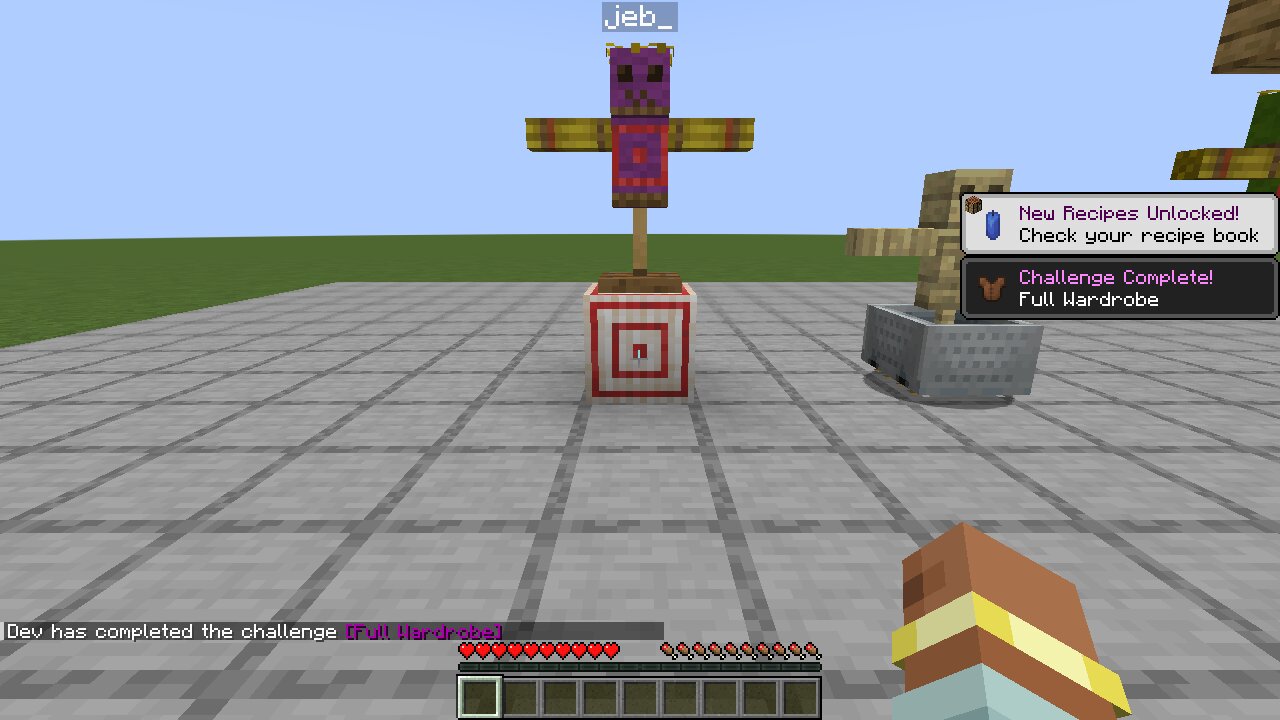 jeb_
New Recipes Unlocked!
Check your recipe book
Challenge Complete!
Full Wardrobe
Dev has completed the challenge [Full Wardrobe]